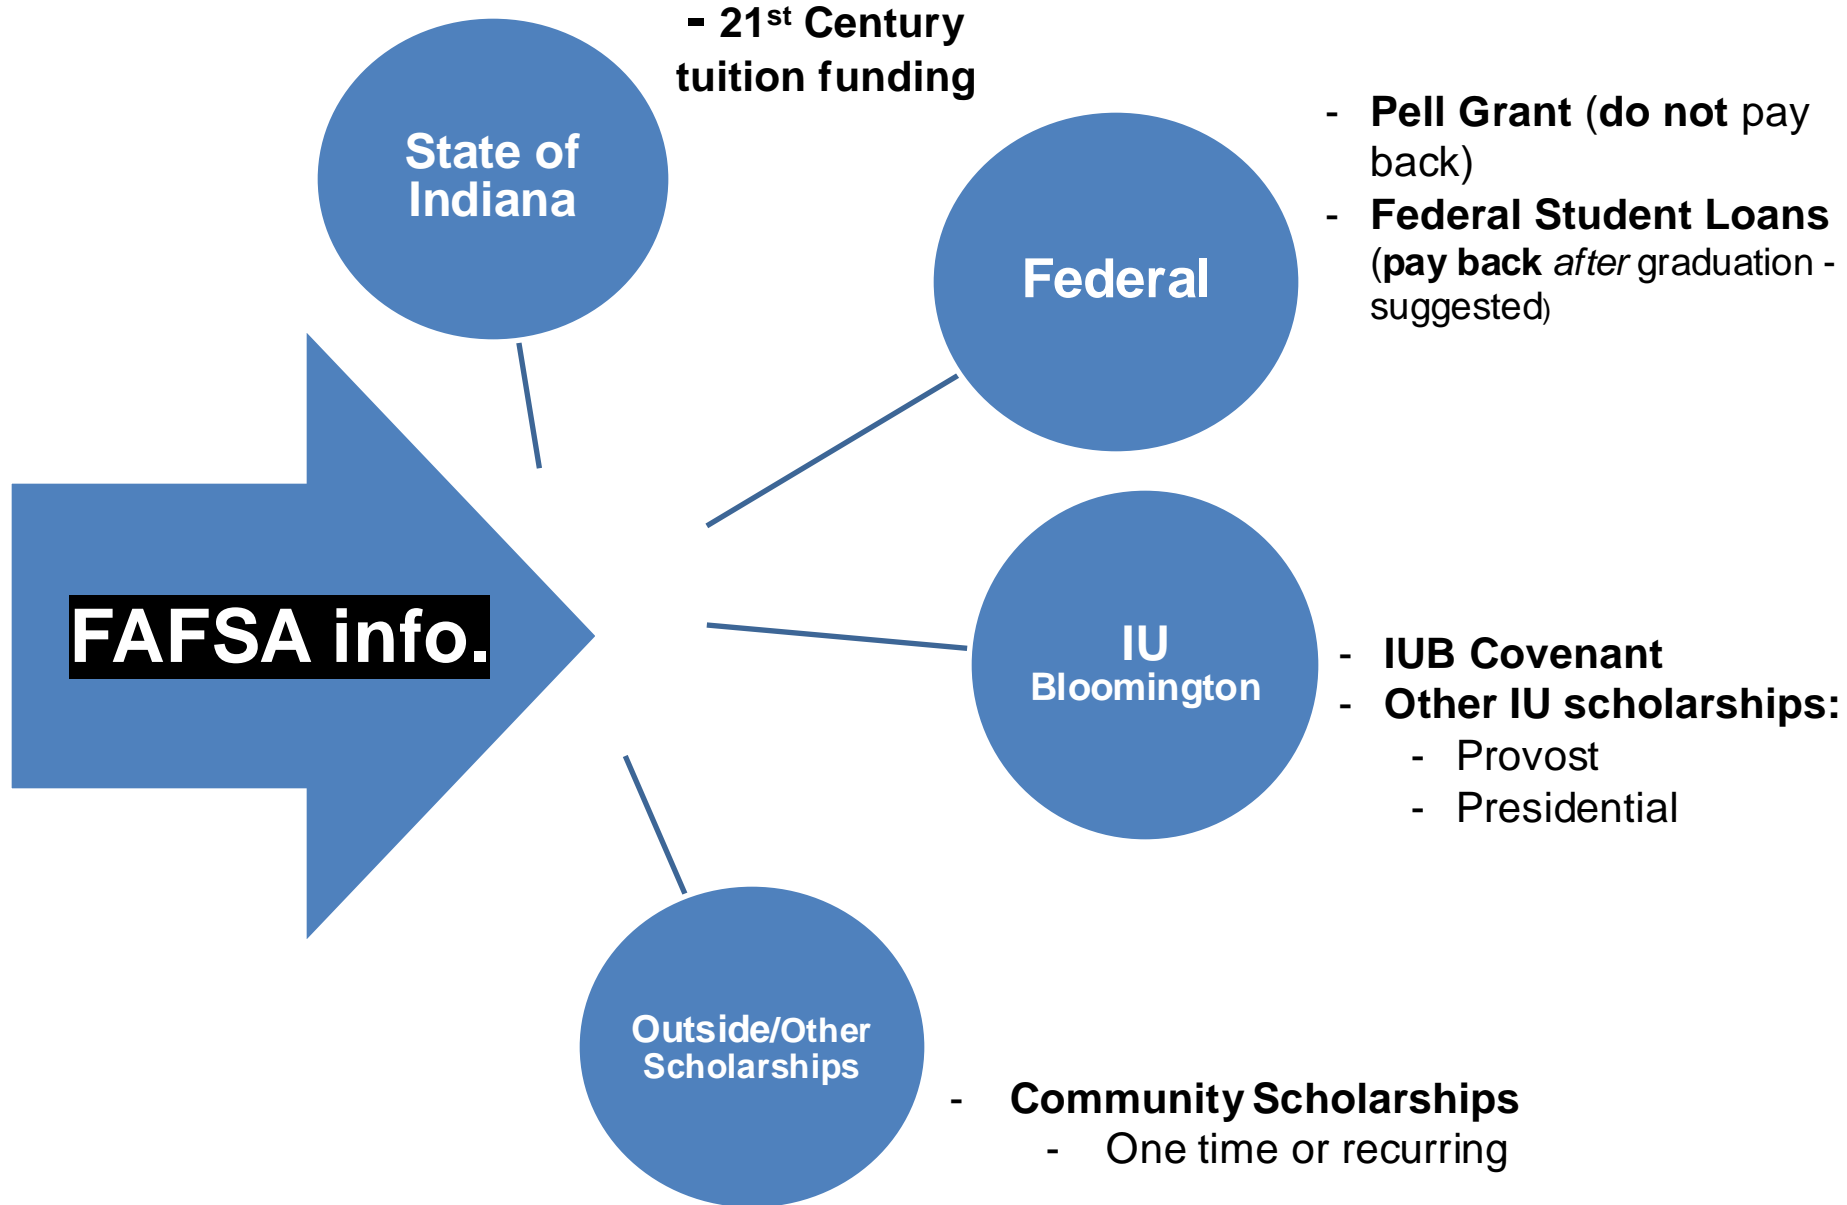 - 21st Century
tuition funding
State of
Indiana
Federal
- Pell Grant (do not pay
back)
- Federal Student Loans
(pay back after graduation -
suggested)
FAFSA info.
IU
Bloomington
- IUB Covenant
- Other IU scholarships:
- Provost
- Presidential
Outside/Other
Scholarships
- Community Scholarships
- One time or recurring